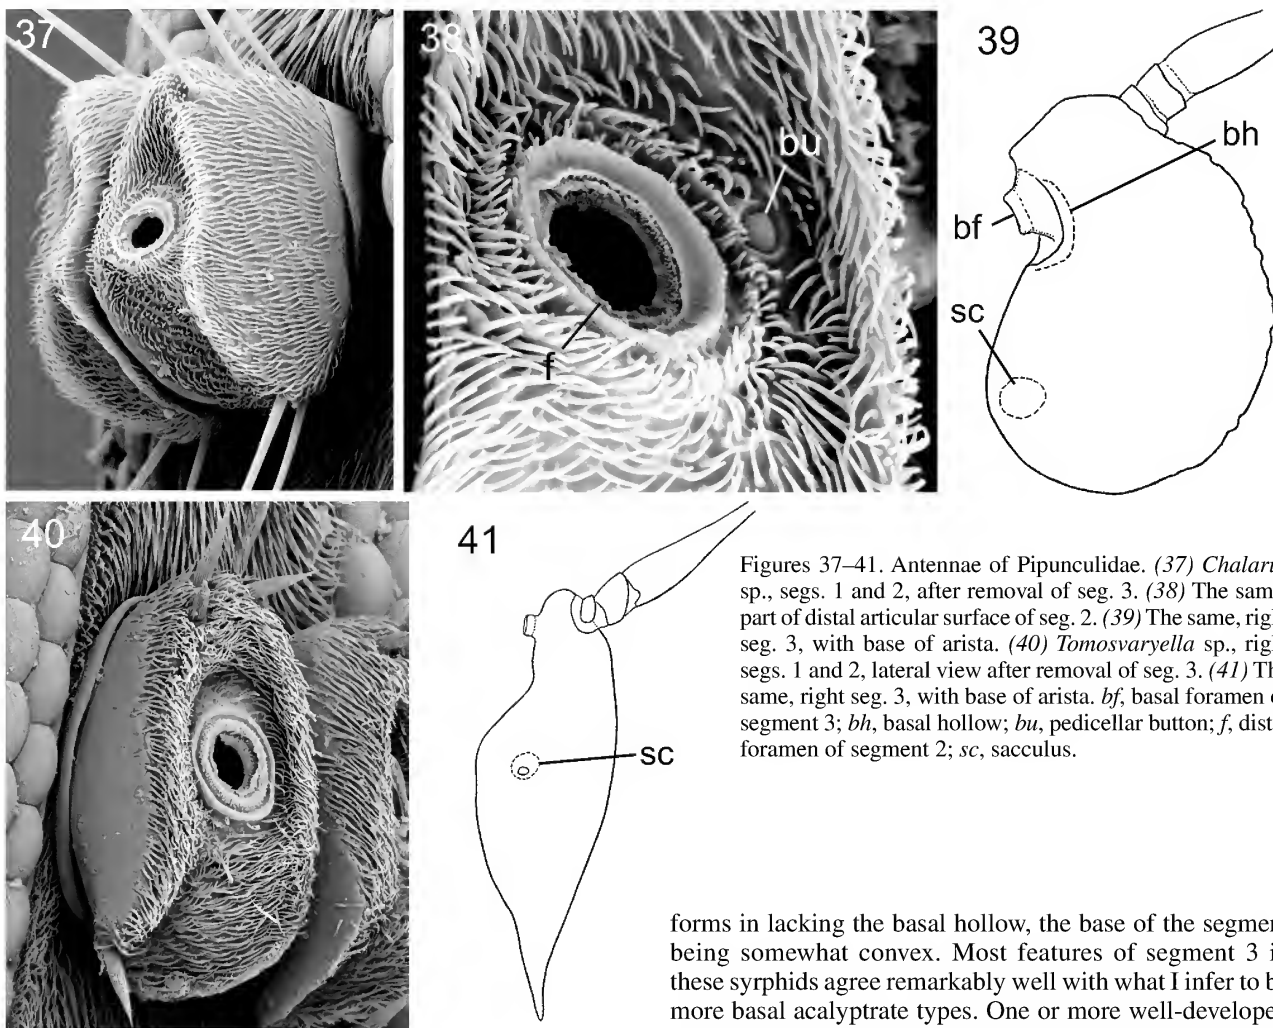 37
38
bu
f
39
bh
bf
sc
40
41
sc
Figures 37–41. Antennae of Pipunculidae. (37) Chalaru
sp., segs. 1 and 2, after removal of seg. 3. (38) The sam
part of distal articular surface of seg. 2. (39) The same, righ
seg. 3, with base of arista. (40) Tomosvaryella sp., righ
segs. 1 and 2, lateral view after removal of seg. 3. (41) Th
same, right seg. 3, with base of arista. bf, basal foramen o
segment 3; bh, basal hollow; bu, pedicellar button; f, dist
foramen of segment 2; sc, sacculus.
forms in lacking the basal hollow, the base of the segmen
being somewhat convex. Most features of segment 3 i
these syrphids agree remarkably well with what I infer to b
more basal acalyptrate types. One or more well-develope